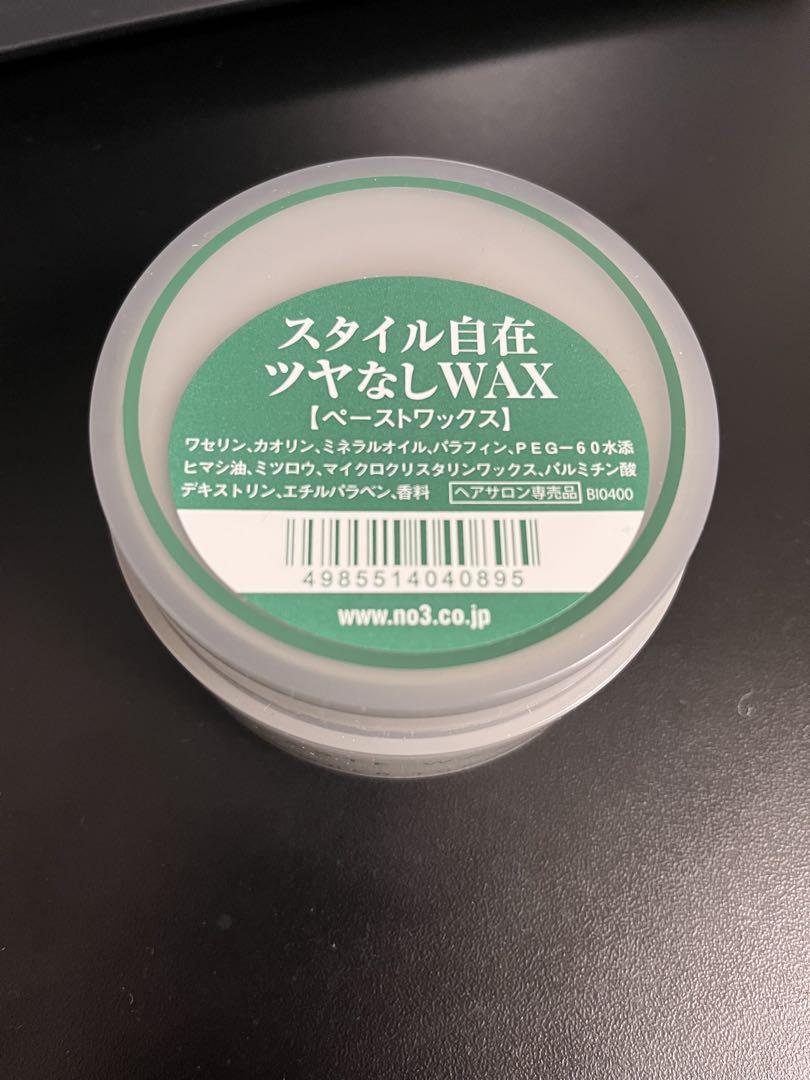 スタイル自在
ツヤなしWAX
【ペーストワックス】
ワセリン、カオリン、ミネラルオイル、パラフィン、PEG－60水添
ヒマシ油、ミツロウ、マイクロクリスタリンワックス、パルミチン酸
デキストリン、エチルパラベン、香料 ヘアサロン専売品 BI0400
4985514040895
www.no3.co.jp